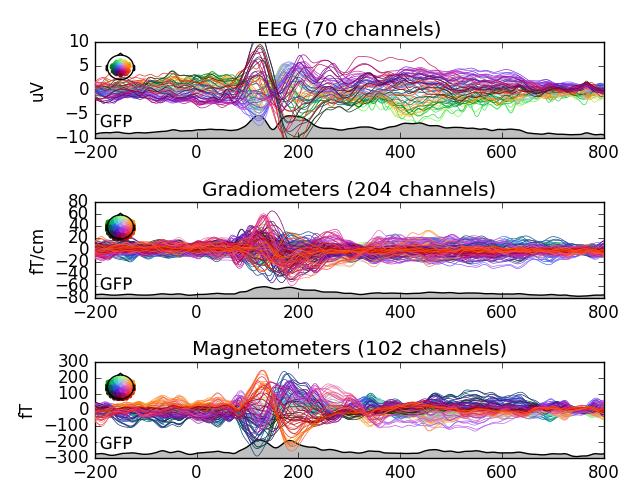 EEG (70 channels)
10
5
0
−5
−10
uV
GFP
−200 0 200 400 600 800
Gradiometers (204 channels)
80
60
40
20
0
−20
−40
−60
−80
fT/cm
GFP
−200 0 200 400 600 800
Magnetometers (102 channels)
300
200
100
0
−100
−200
−300
fT
GFP
−200 0 200 400 600 800